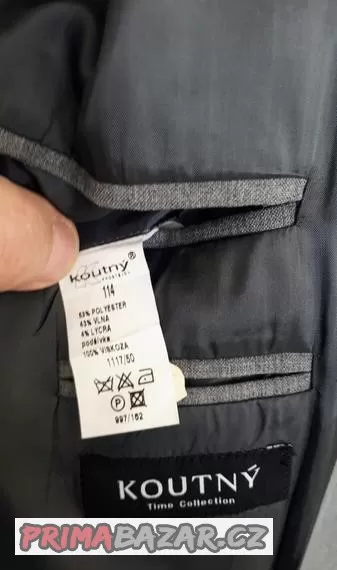 Koutný®
114
53% POLYESTER
43% VLNA
4% LYCRA
podšívka
100% VISKOZA
1117/50
P
997/162
KOUTNÝ
Time Collection
PRIMABAZAR.CZ